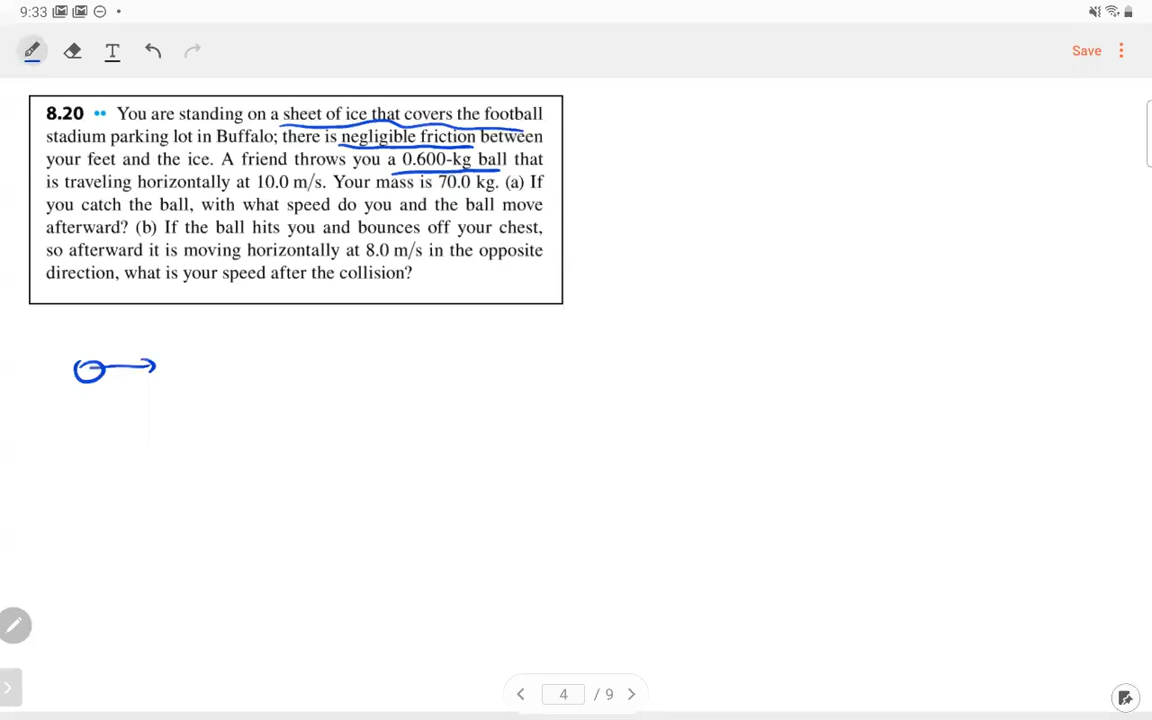 9:33
T
Save
8.20 •• You are standing on a sheet of ice that covers the football
stadium parking lot in Buffalo; there is negligible friction between
your feet and the ice. A friend throws you a 0.600-kg ball that
is traveling horizontally at 10.0 m/s. Your mass is 70.0 kg. (a) If
you catch the ball, with what speed do you and the ball move
afterward? (b) If the ball hits you and bounces off your chest,
so afterward it is moving horizontally at 8.0 m/s in the opposite
direction, what is your speed after the collision?
4 / 9